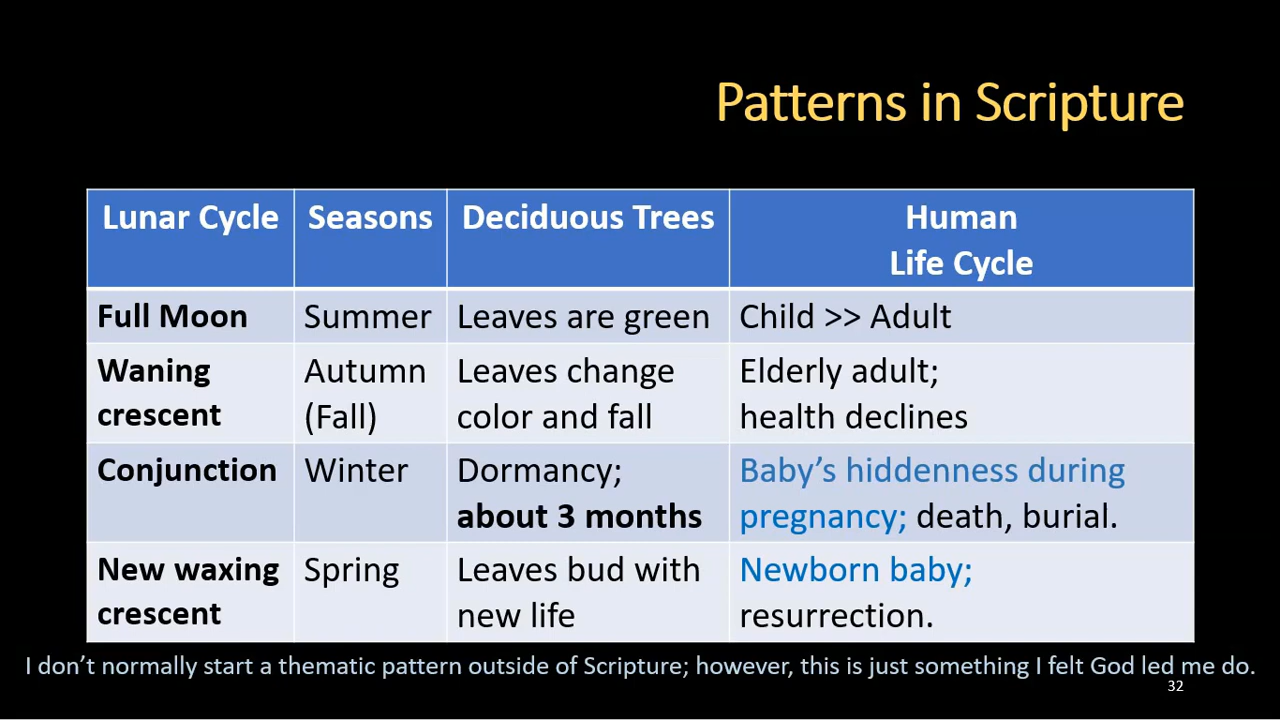 Patterns in Scripture
Lunar Cycle Seasons Deciduous Trees Human
Life Cycle
Full Moon Summer Leaves are green Child >> Adult
Waning Autumn Leaves change Elderly adult;
crescent (Fall) color and fall health declines
Conjunction Winter Dormancy; Baby’s hiddenness during
about 3 months pregnancy; death, burial.
New waxing Spring Leaves bud with Newborn baby;
crescent new life resurrection.
I don’t normally start a thematic pattern outside of Scripture; however, this is just something I felt God led me do.
32